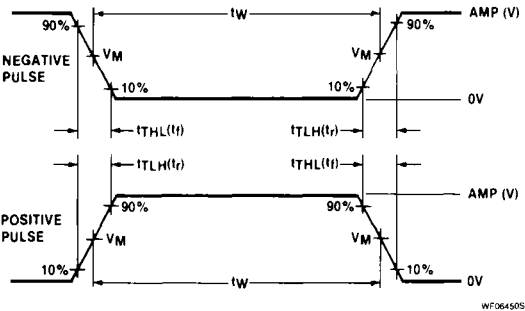 tW
AMP (V)
90%
90%
NEGATIVE
PULSE
VM
VM
10%
10%
0V
tTHL(tf)
tTLH(tr)
tTLH(tr)
tTHL(tf)
AMP (V)
90%
90%
POSITIVE
PULSE
VM
VM
10%
10%
tW
0V
WF06450S